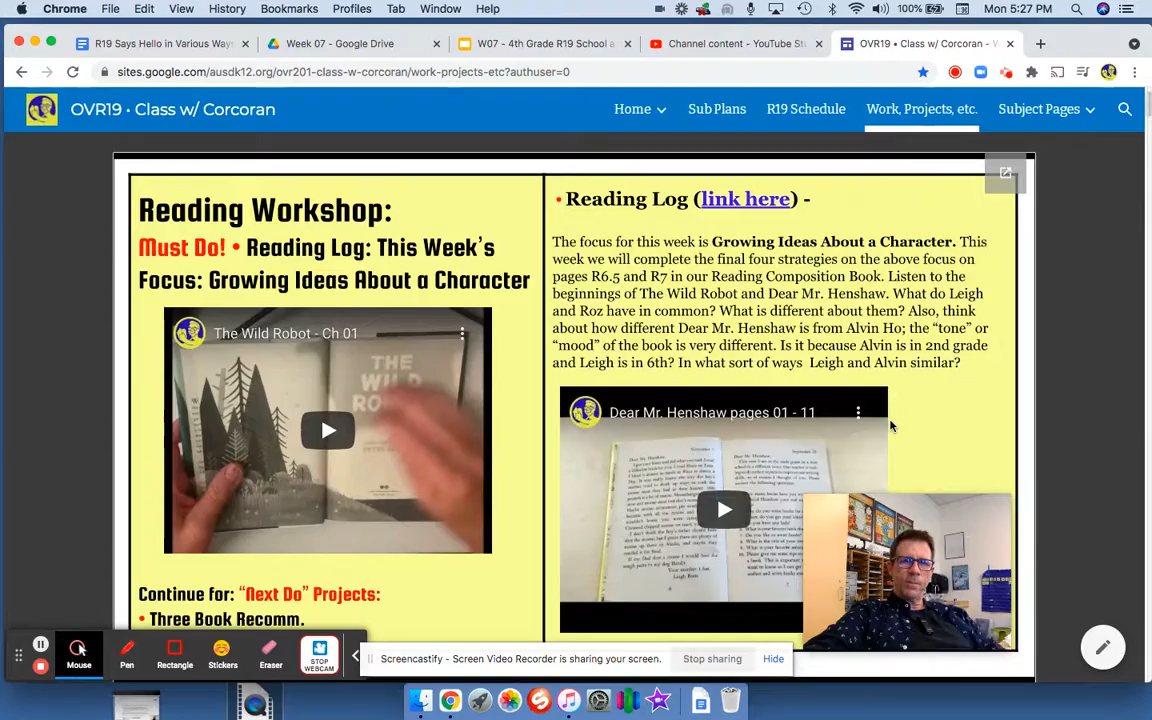 Chrome File Edit View History Bookmarks Profiles Tab Window Help 100% Mon 5:27 PM
R19 Says Hello in Various Way Week 07 - Google Drive W07 - 4th Grade R19 School a Channel content - YouTube St OVR19 • Class w/ Corcoran - W
sites.google.com/ausdk12.org/ovr201-class-w-corcoran/work-projects-etc?authuser=0
OVR19 • Class w/ Corcoran Home Sub Plans R19 Schedule Work, Projects, etc. Subject Pages
Reading Workshop:
Must Do! • Reading Log: This Week's
Focus: Growing Ideas About a Character
The Wild Robot - Ch 01
THE
WILD
Continue for: "Next Do" Projects:
• Three Book Recomm.
• Reading Log (link here) -
The focus for this week is Growing Ideas About a Character. This
week we will complete the final four strategies on the above focus on
pages R6.5 and R7 in our Reading Composition Book. Listen to the
beginnings of The Wild Robot and Dear Mr. Henshaw. What do Leigh
and Roz have in common? What is different about them? Also, think
about how different Dear Mr. Henshaw is from Alvin Ho; the "tone" or
"mood" of the book is very different. Is it because Alvin is in 2nd grade
and Leigh is in 6th? In what sort of ways Leigh and Alvin similar?
Dear Mr. Henshaw pages 01 - 11
Mouse Pen Rectangle Stickers Eraser STOP
WEBCAM
Screencastify - Screen Video Recorder is sharing your screen. Stop sharing Hide